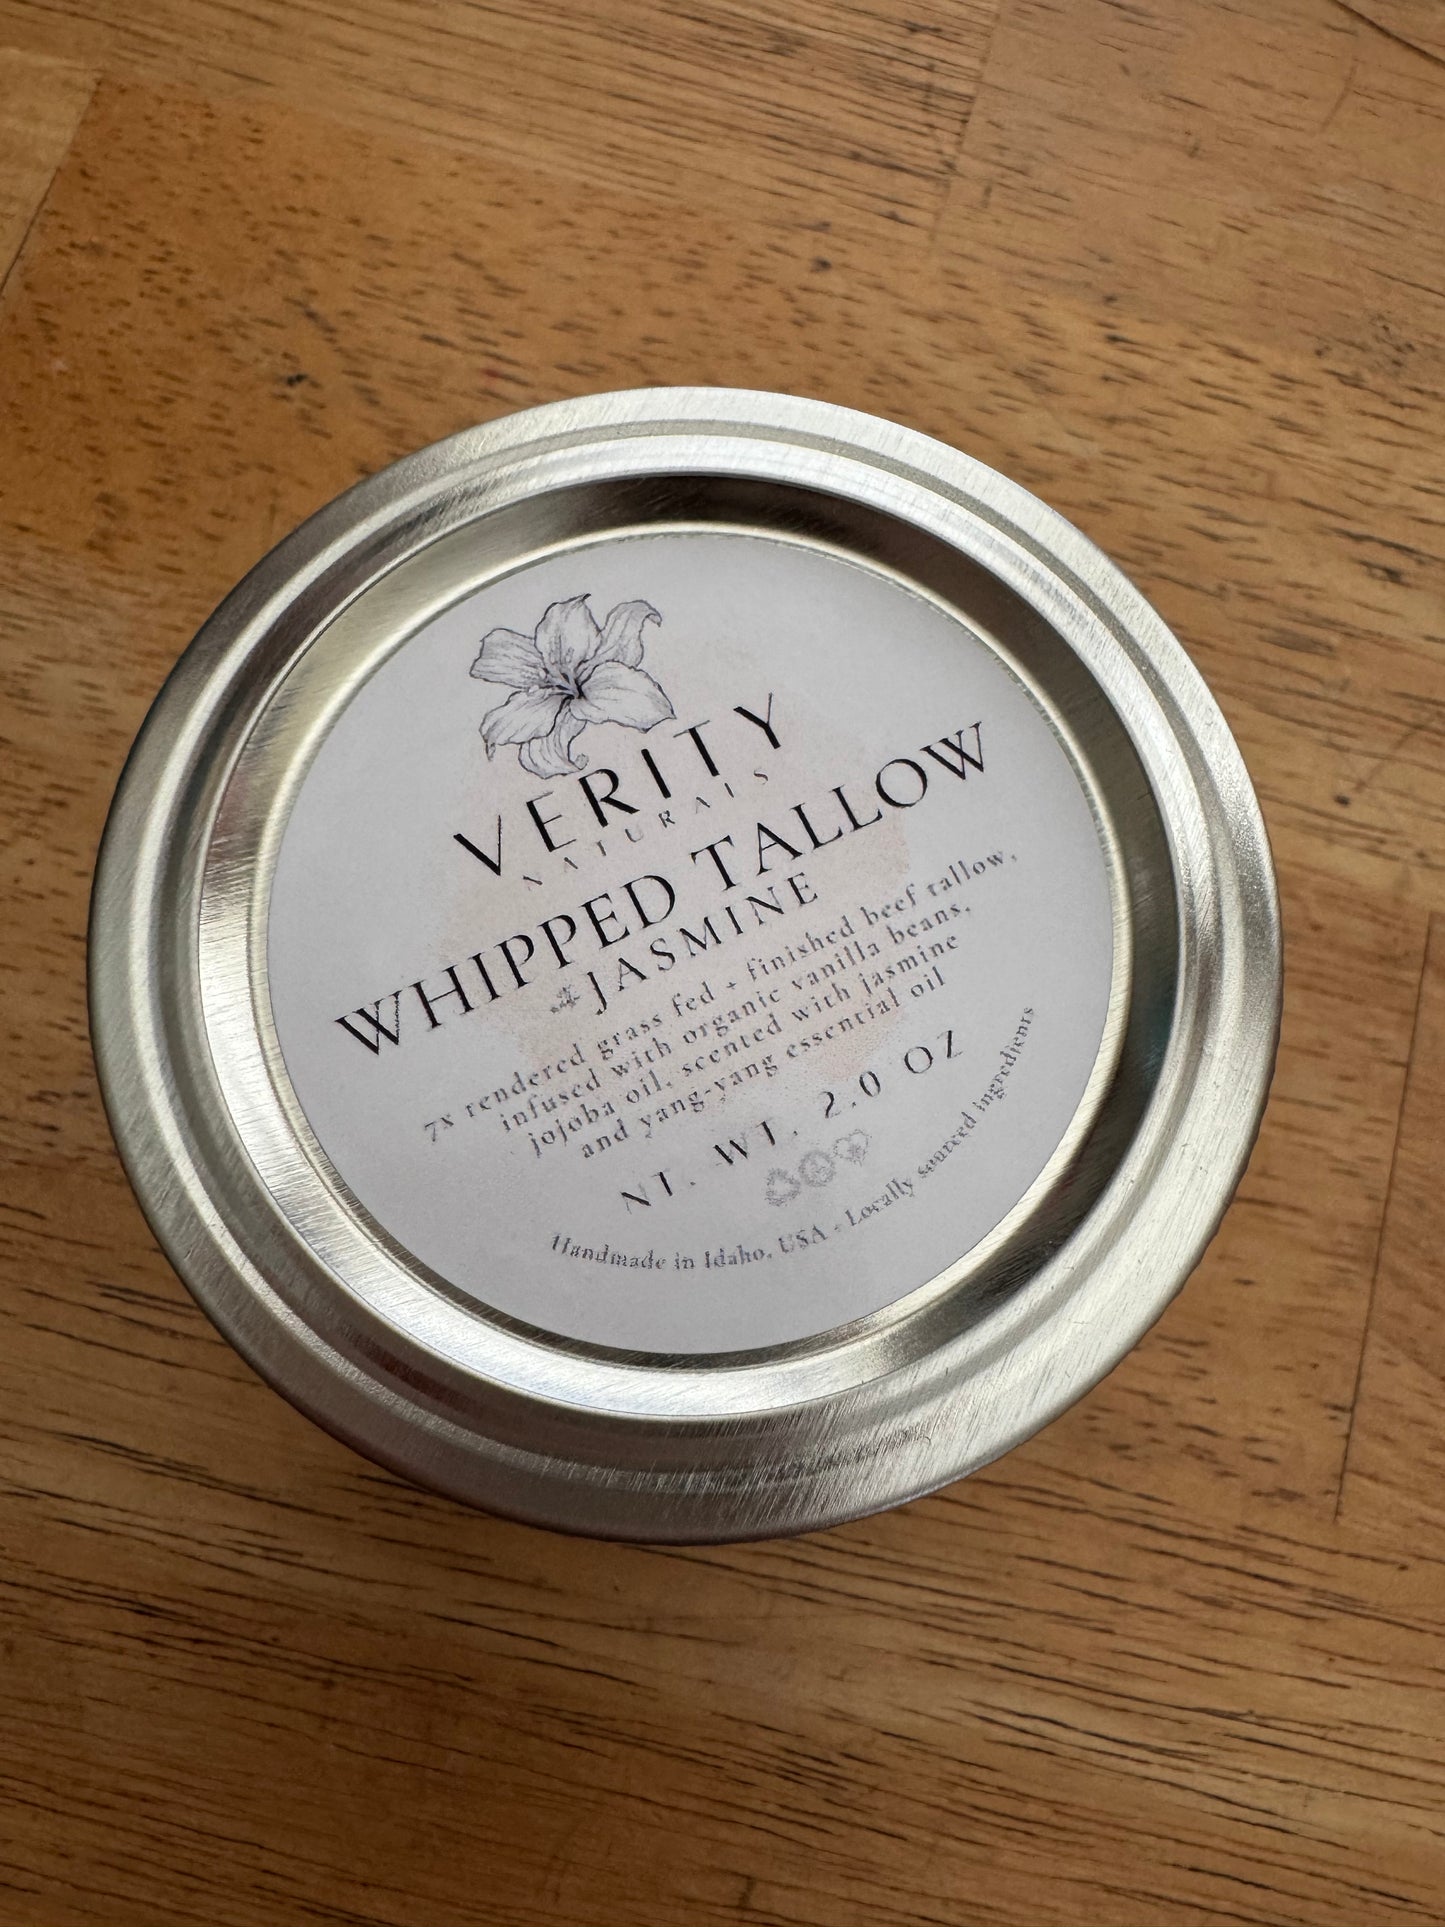 VERITY
NATURALS
WHIPPED TALLOW
JASMINE
7x rendered grass fed + finished beef tallow,
infused with organic vanilla beans,
jojoba oil, scented with jasmine
and yang-yang essential oil
NT. WT. 2.0 OZ
Handmade in Idaho, USA - Locally sourced ingredients